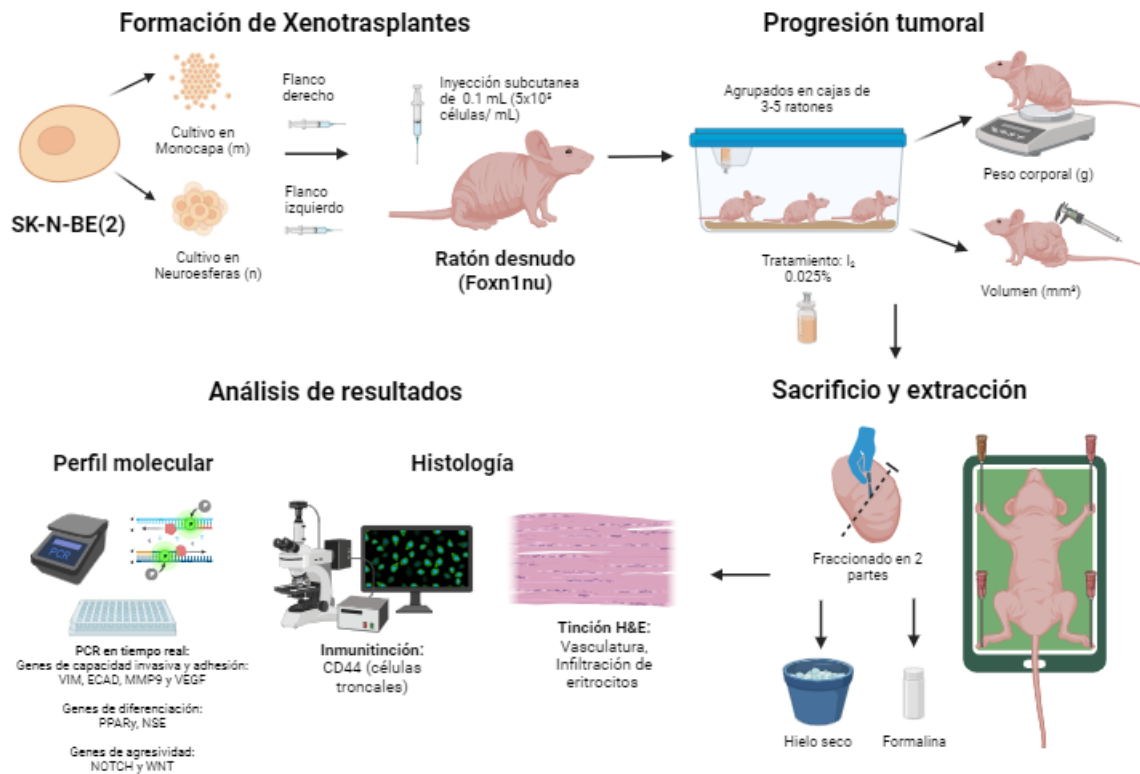 Formación de Xenotrasplantes
SK-N-BE(2)
Cultivo en
Monocapa (m)
Cultivo en
Neuroesferas (n)
Flanco
derecho
Flanco
izquierdo
Inyección subcutanea
de 0.1 mL (5x10⁵
células/ mL)
Ratón desnudo
(Foxn1nu)
Progresión tumoral
Agrupados en cajas de
3-5 ratones
Tratamiento: I₂
0.025%
Peso corporal (g)
Volumen (mm³)
Sacrificio y extracción
Fraccionado en 2
partes
Hielo seco
Formalina
Análisis de resultados
Perfil molecular
PCR
P
P
PCR en tiempo real:
Genes de capacidad invasiva y adhesión:
VIM, ECAD, MMP9 y VEGF
Genes de diferenciación:
PPARγ, NSE
Genes de agresividad:
NOTCH y WNT
Histología
Inmunitinción:
CD44 (células
troncales)
Tinción H&E:
Vasculatura,
Infiltración de
eritrocitos